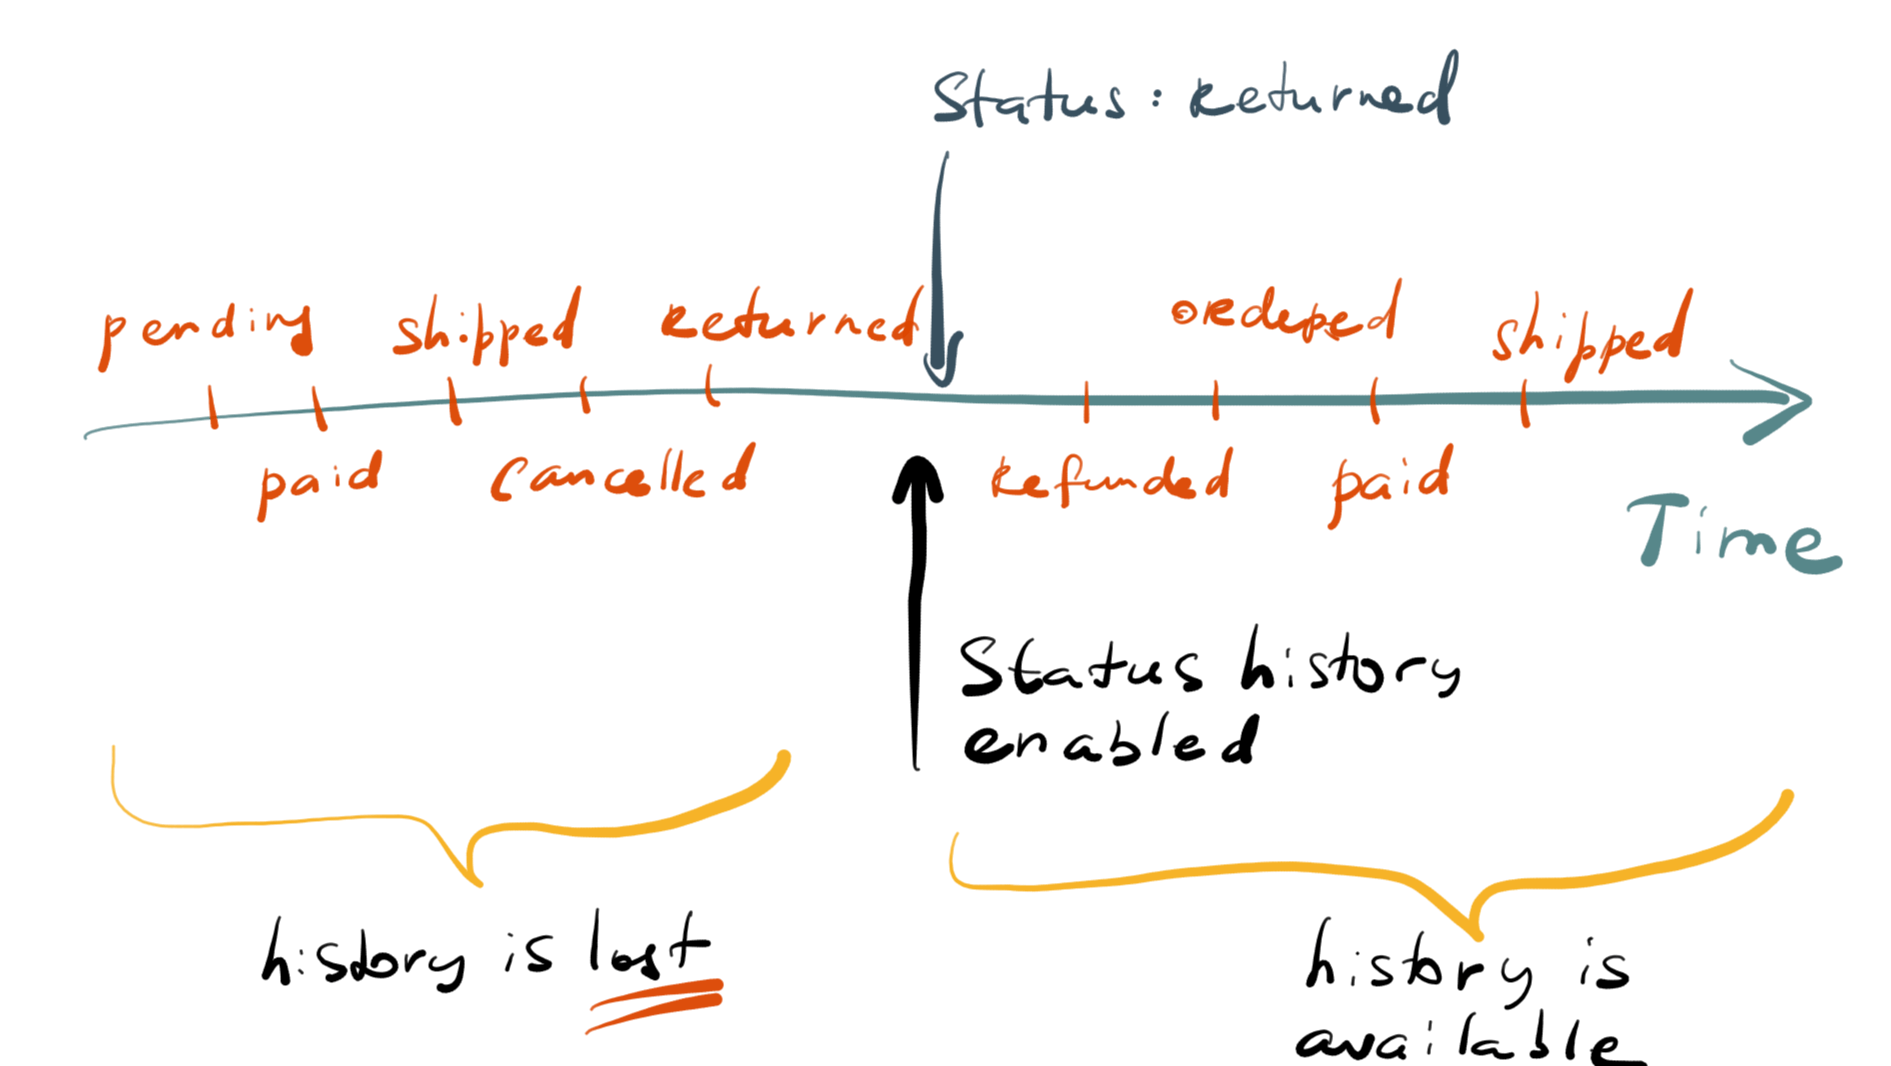 Status: Returned
pending
shipped
Returned
ordered
shipped
paid
cancelled
Refunded
paid
Time
Status history
enabled
history is lost
history is
available